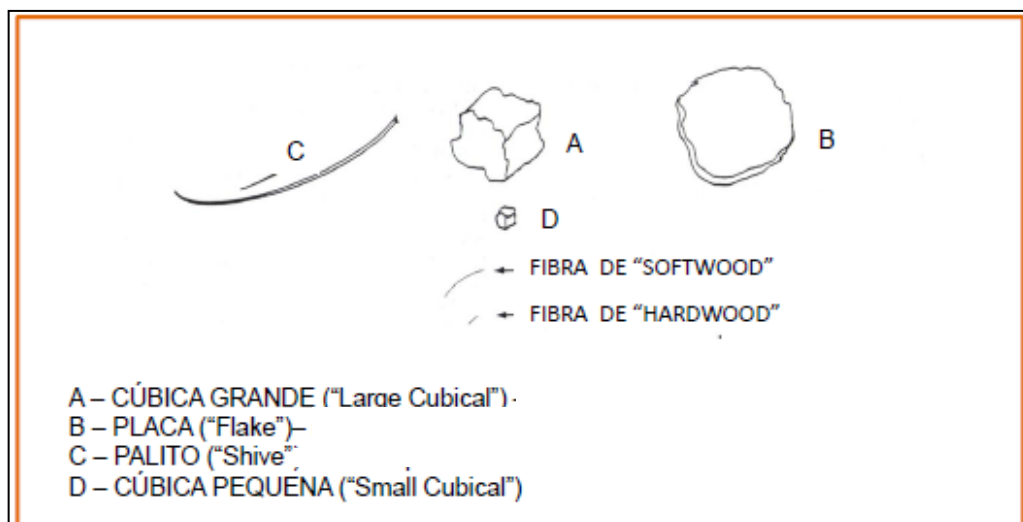 C
A
B
D
FIBRA DE “SOFTWOOD”
FIBRA DE “HARDWOOD”
A – CÚBICA GRANDE (“Large Cubical”) -
B – PLACA (“Flake”)–
C – PALITO (“Shive”
D – CÚBICA PEQUENA (“Small Cubical”)